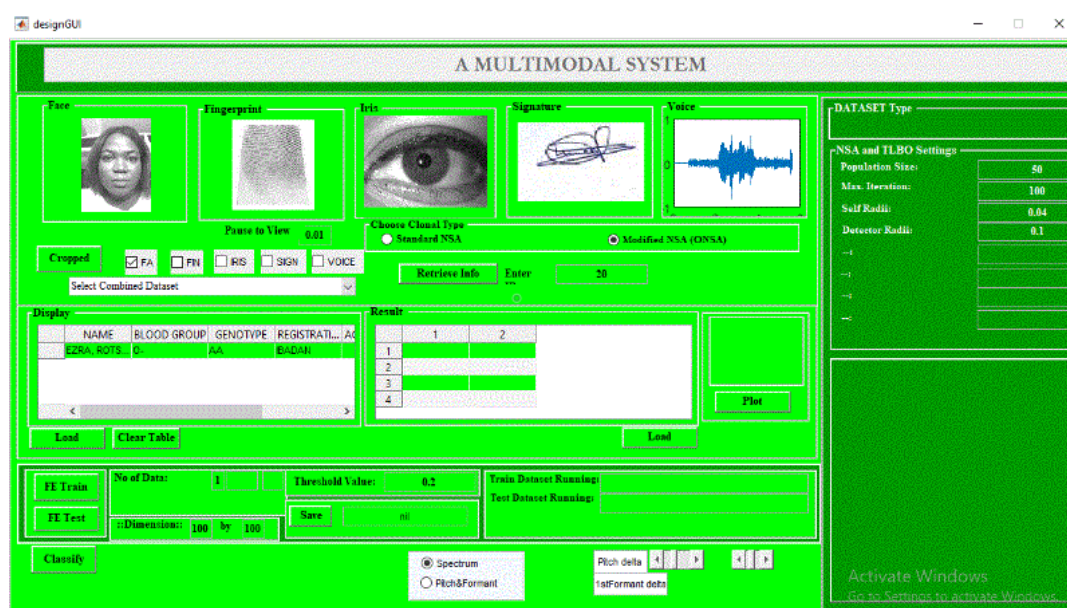 designGUI
A MULTIMODAL SYSTEM
Face
Fingerprint
Iris
Signature
Voice
1
0
Pause to View 0.01
Choose Clonal Type
Standard NSA
Modified NSA (ONSA)
Cropped
FA
FIN
IRIS
SIGN
VOICE
Retrieve Info
Enter
20
Select Combined Dataset
DATASET Type
NSA and TLBO Settings
Population Size: 50
Max. Iteration: 100
Self Radii: 0.04
Detector Radii: 0.1
Display
NAME BLOOD GROUP GENOTYPE REGISTRATI...
EZRA, ROTS... O- AA IBADAN
Load
Clear Table
Result
1 2
1
2
3
4
Load
Plot
FE Train
FE Test
No of Data: 1
::Dimension:: 100 by 100
Threshold Value: 0.2
Save
nil
Train Dataset Running:
Test Dataset Running:
Classify
Spectrum
Pitch&Formant
Pitch delta
1stFormant delta
Activate Windows
Go to Settings to activate Windows.